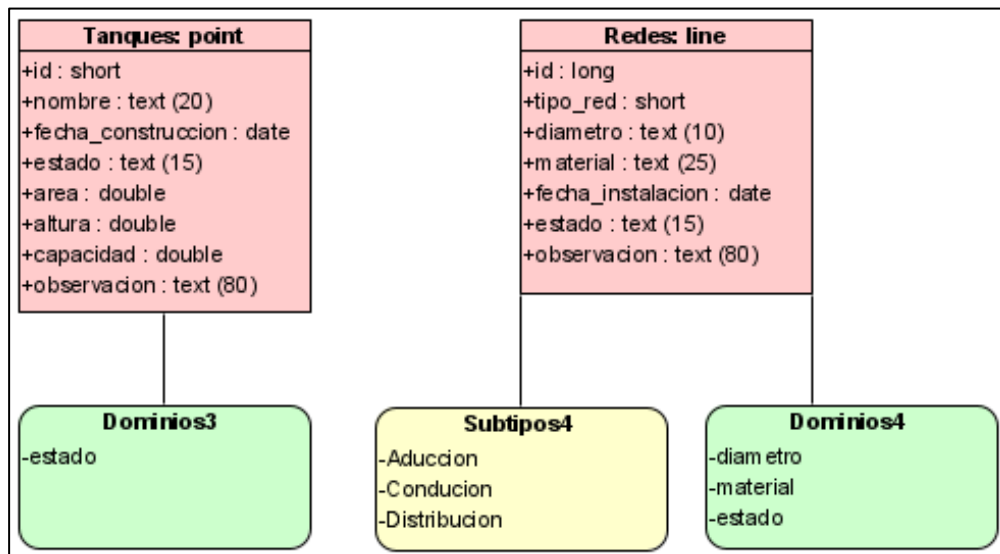 Tanques: point
+id : short
+nombre : text (20)
+fecha_construccion : date
+estado : text (15)
+area : double
+altura : double
+capacidad : double
+observacion : text (80)
Redes: line
+id : long
+tipo_red : short
+diametro : text (10)
+material : text (25)
+fecha_instalacion : date
+estado : text (15)
+observacion : text (80)
Dominios3
-estado
Subtipos4
-Aduccion
-Conducion
-Distribucion
Dominios4
-diametro
-material
-estado